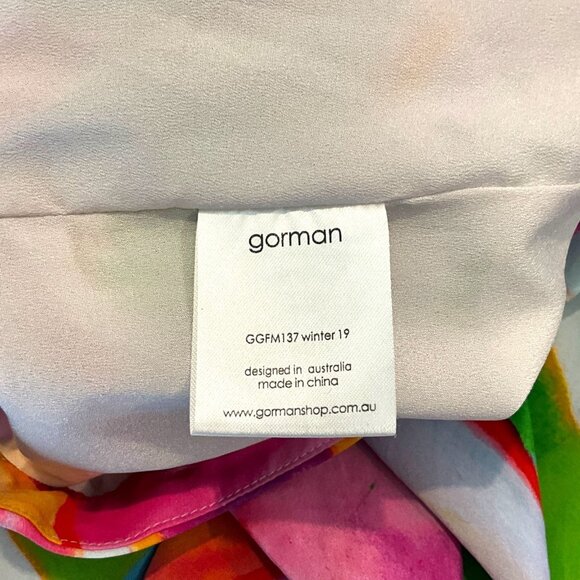 gorman
GGFM137 winter 19
designed in australia
made in china
www.gormanshop.com.au